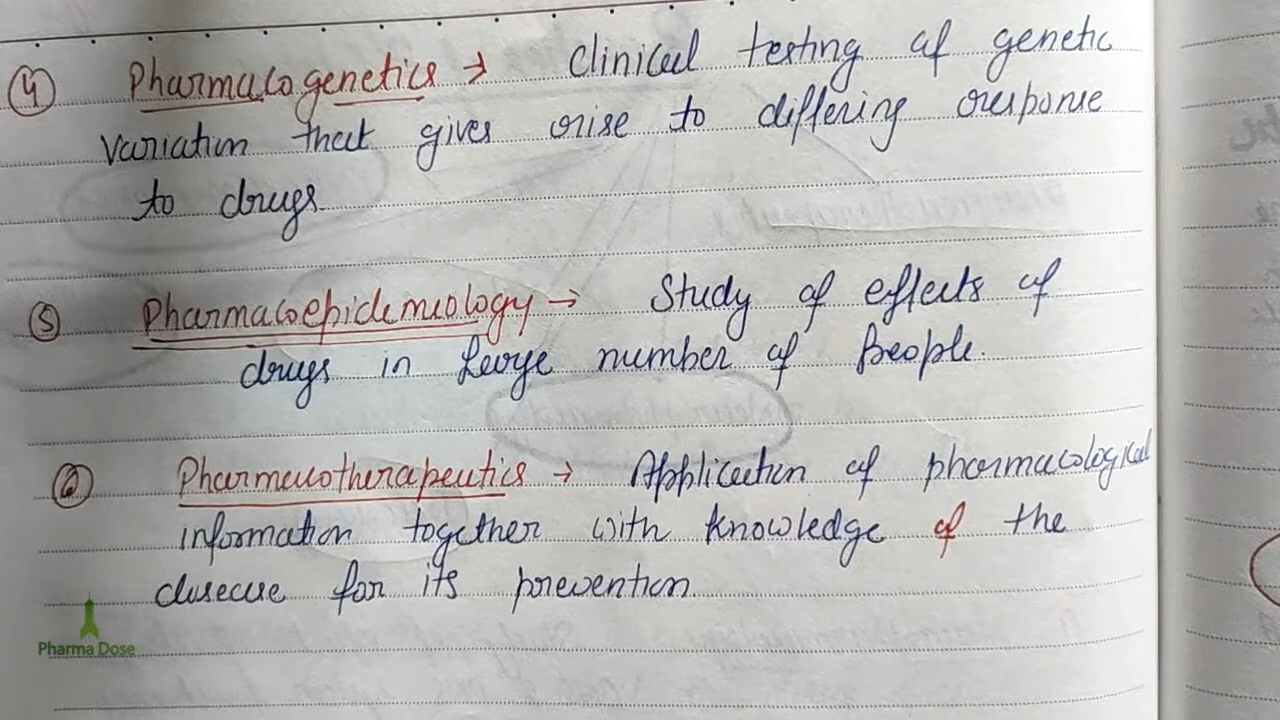 4 Pharmacogenetics → Clinical testing of genetic
variation that gives rise to differing response
to drugs.
5 Pharmacoepidemiology → Study of effects of
drugs in Large number of People.
6 Pharmacotherapeutics → Application of pharmacological
information together with knowledge of the
disease for its prevention
Pharma Dose